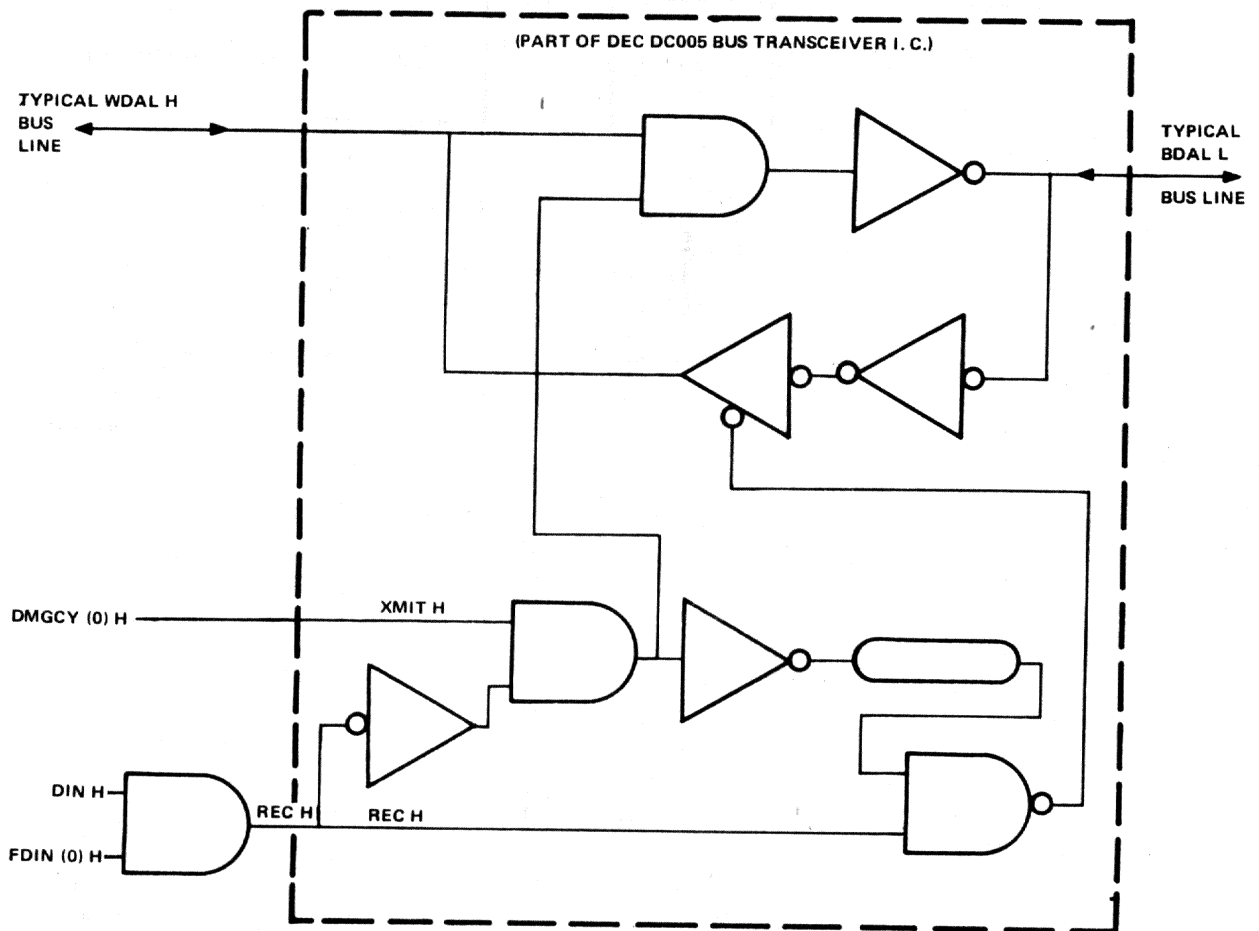 (PART OF DEC DC005 BUS TRANSCEIVER I. C.)
TYPICAL WDAL H
BUS
LINE
TYPICAL
BDAL L
BUS LINE
DMGCY (0) H
XMIT H
DIN H
REC H
REC H
FDIN (0) H